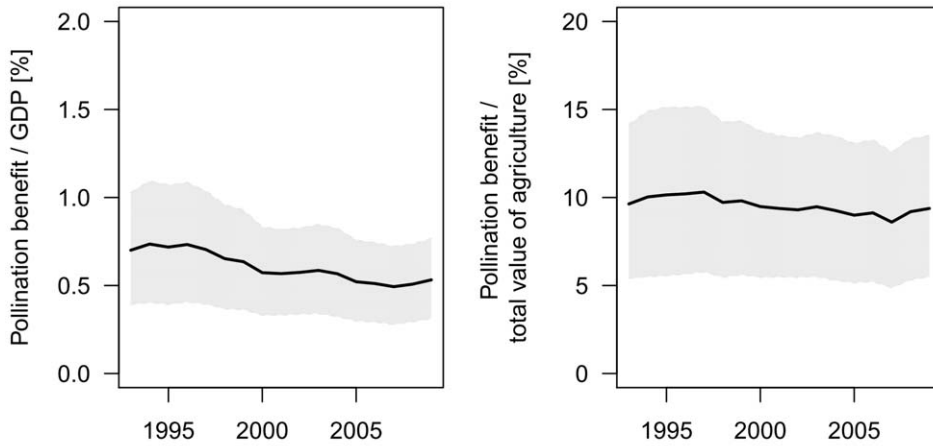 Pollination benefit / GDP [%]
2.0
1.5
1.0
0.5
0.0
1995 2000 2005
Pollination benefit /
total value of agriculture [%]
20
15
10
5
0
1995 2000 2005